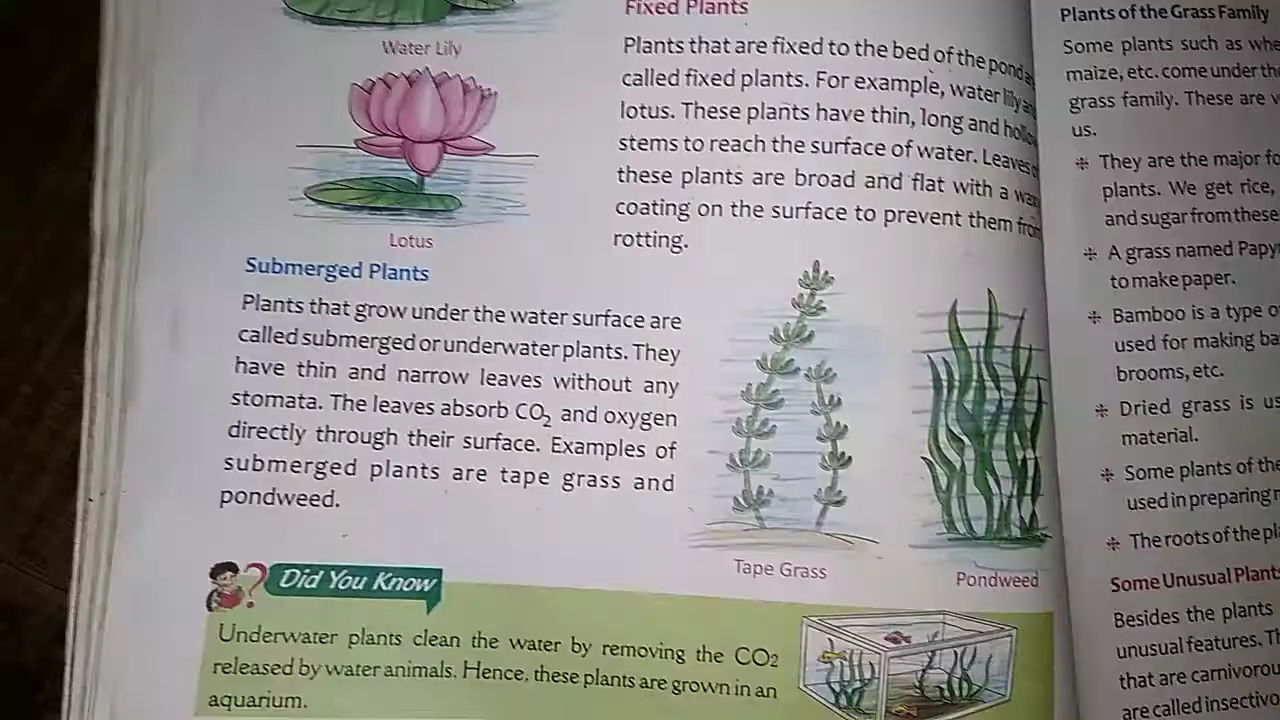 Water Lily
Lotus
Fixed Plants
Plants that are fixed to the bed of the pond
called fixed plants. For example, water lily
lotus. These plants have thin, long and
stems to reach the surface of water. Leaves
these plants are broad and flat with a
coating on the surface to prevent them
rotting.
Submerged Plants
Plants that grow under the water surface are
called submerged or underwater plants. They
have thin and narrow leaves without any
stomata. The leaves absorb CO₂ and oxygen
directly through their surface. Examples of
submerged plants are tape grass and
pondweed.
Tape Grass
Pondweed
Did You Know
Underwater plants clean the water by removing the CO₂
released by water animals. Hence, these plants are grown in an
aquarium.
Plants of the Grass Family
Some plants such as
maize, etc. come under
grass family. These are
us.
❉ They are the major
plants. We get rice,
and sugar from these
❉ A grass named
to make paper.
❉ Bamboo is a type
used for making
brooms, etc.
❉ Dried grass is
material.
❉ Some plants of
used in preparing
❉ The roots of the
Some Unusual
Besides the plants
unusual features.
that are
are called